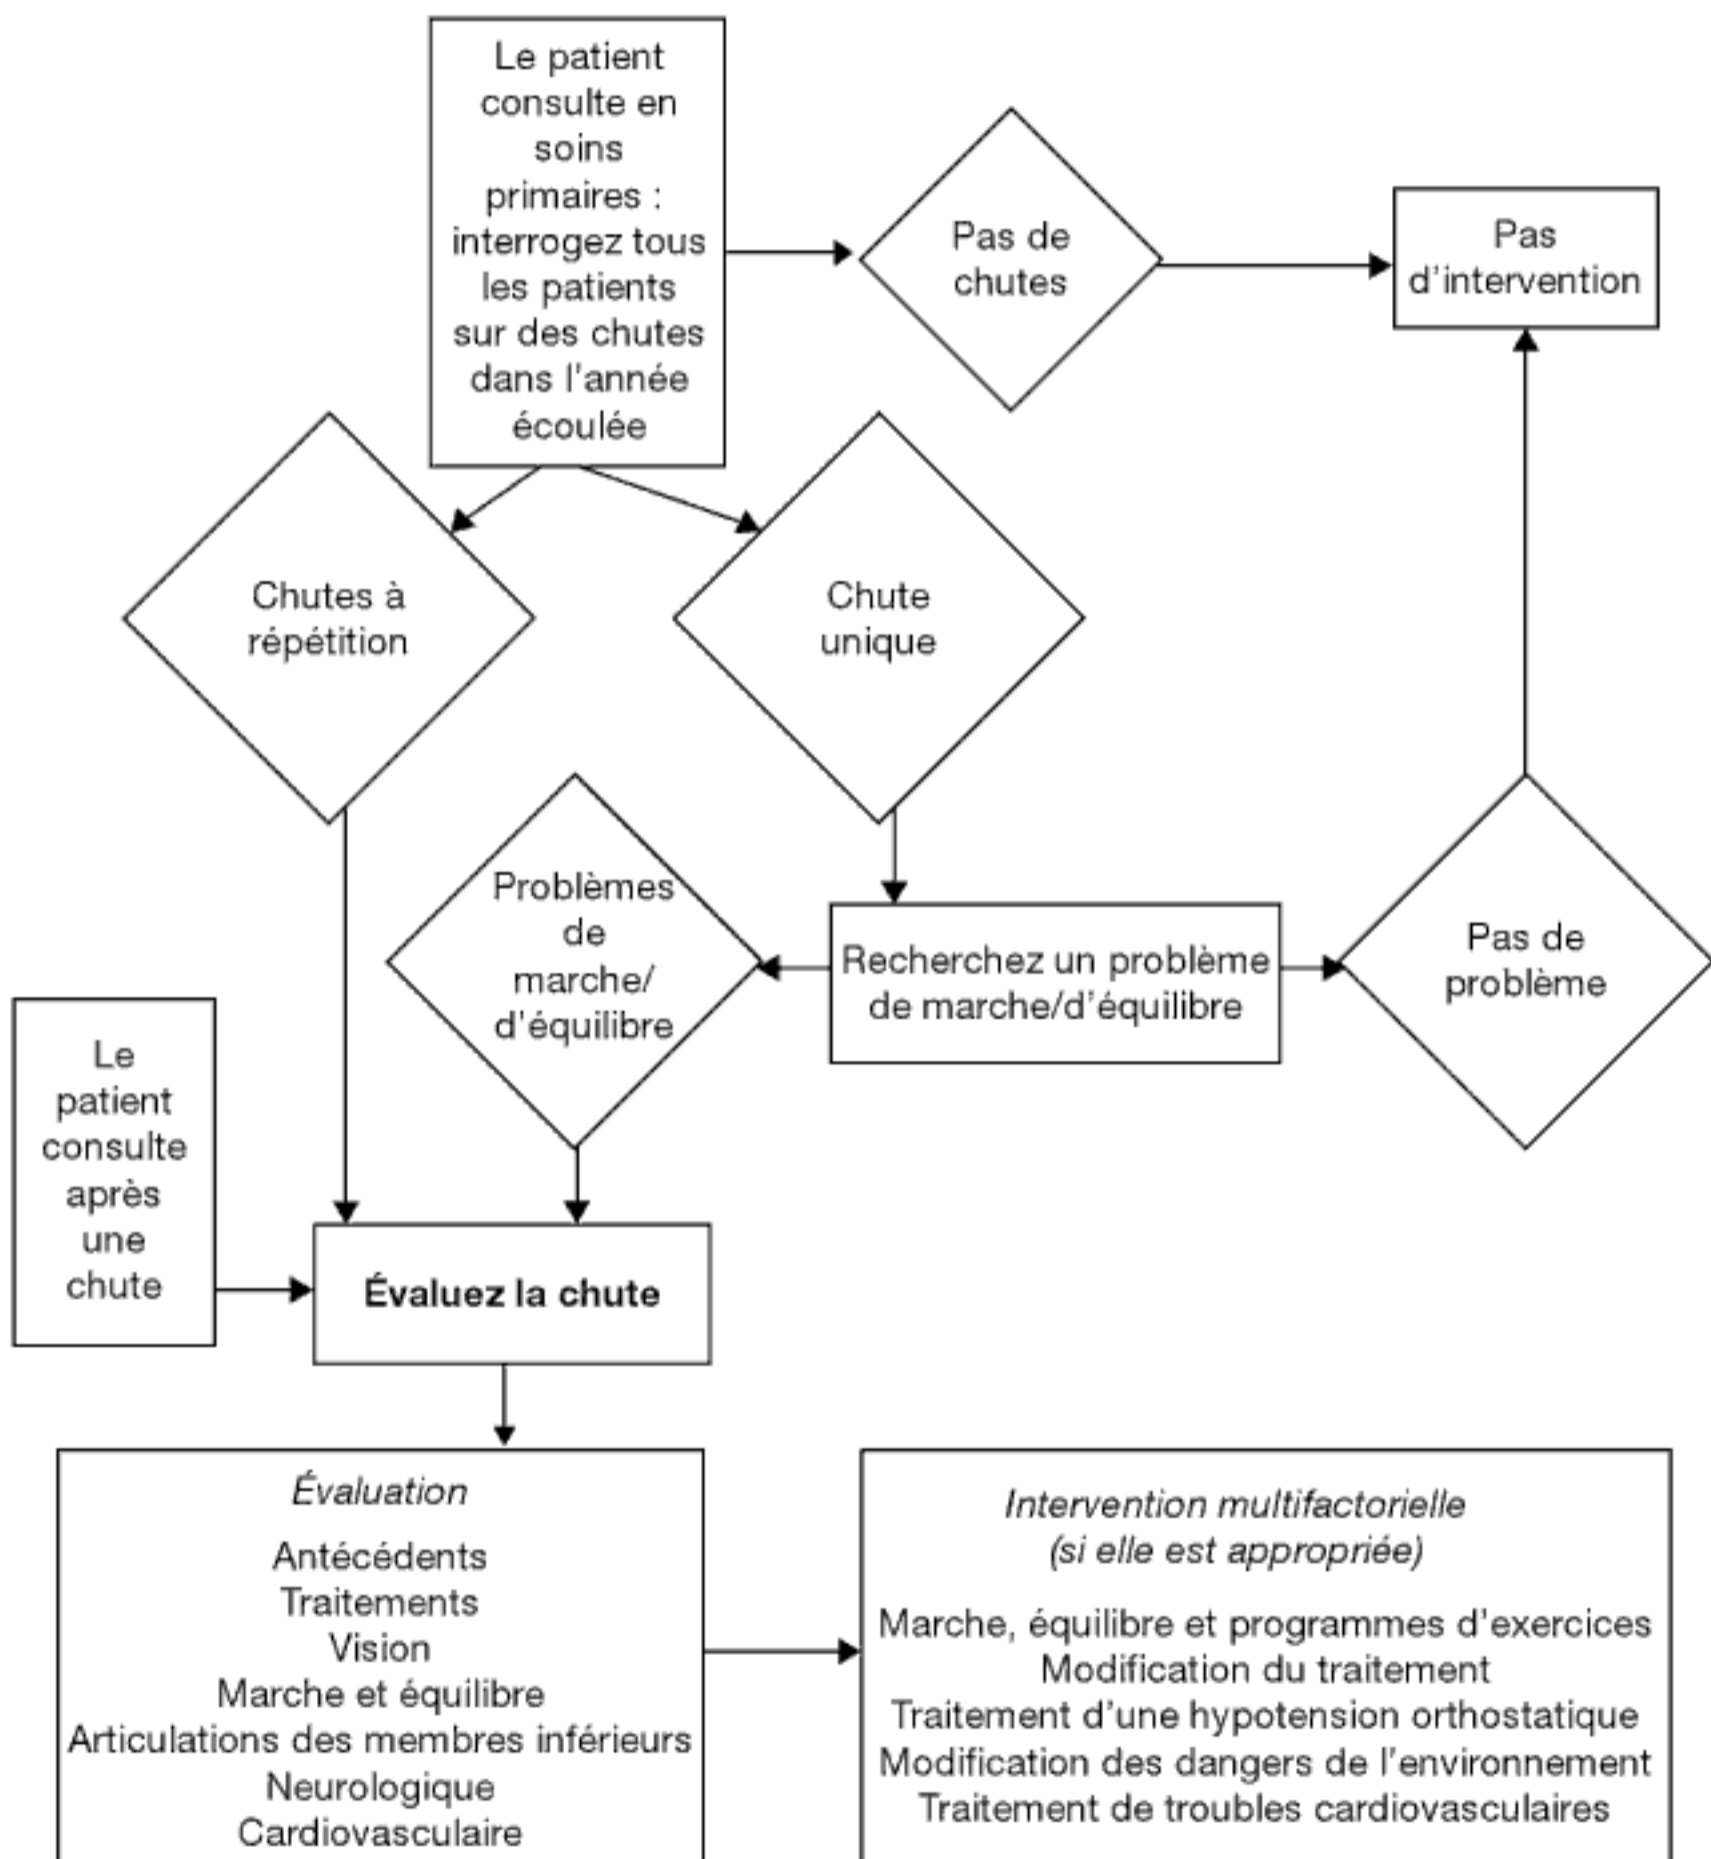 Le patient
consulte en
soins
primaires :
interrogez tous
les patients
sur des chutes
dans l'année
écoulée
Pas de
chutes
Pas
d'intervention
Chutes à
répétition
Chute
unique
Problèmes
de
marche/
d'équilibre
Recherchez un problème
de marche/d'équilibre
Pas de
problème
Le
patient
consulte
après
une
chute
Évaluez la chute
Évaluation
Antécédents
Traitements
Vision
Marche et équilibre
Articulations des membres inférieurs
Neurologique
Cardiovasculaire
Intervention multifactorielle
(si elle est appropriée)
Marche, équilibre et programmes d'exercices
Modification du traitement
Traitement d'une hypotension orthostatique
Modification des dangers de l'environnement
Traitement de troubles cardiovasculaires